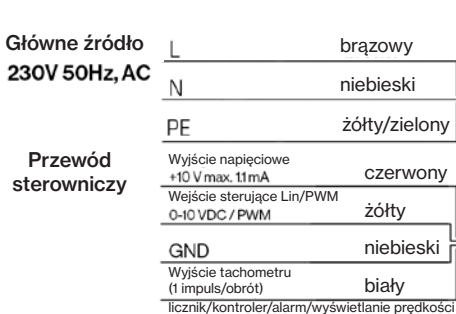 Główne źródło
230V 50Hz, AC
L brązowy
N niebieski
PE żółty/zielony
Przewód
sterowniczy
Wyjście napięciowe
+10 V max. 1.1 mA czerwony
Wejście sterujące Lin/PWM
0-10 VDC / PWM żółty
GND niebieski
Wyjście tachometru
(1 impuls/obrót) biały
licznik/kontroler/alarm/wyświetlanie prędkości